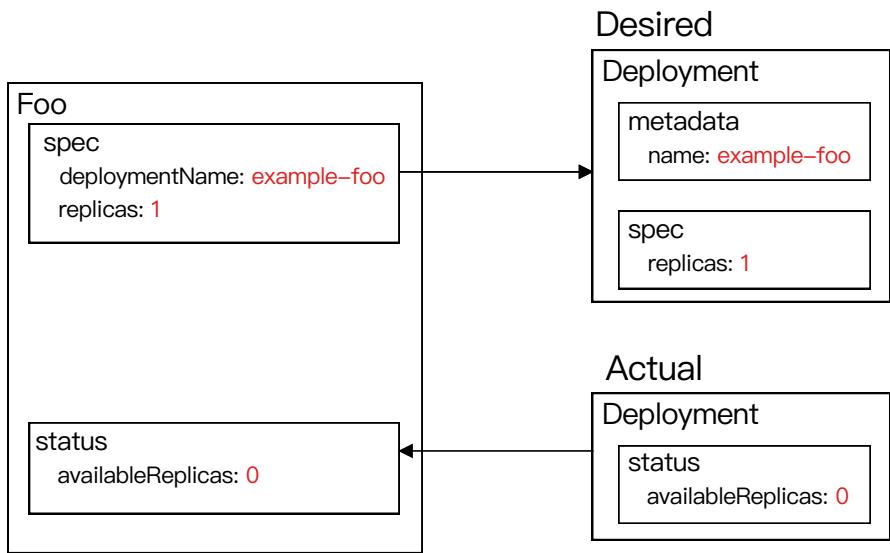 Foo
spec
deploymentName: example–foo
replicas: 1
status
availableReplicas: 0
Desired
Deployment
metadata
name: example–foo
spec
replicas: 1
Actual
Deployment
status
availableReplicas: 0